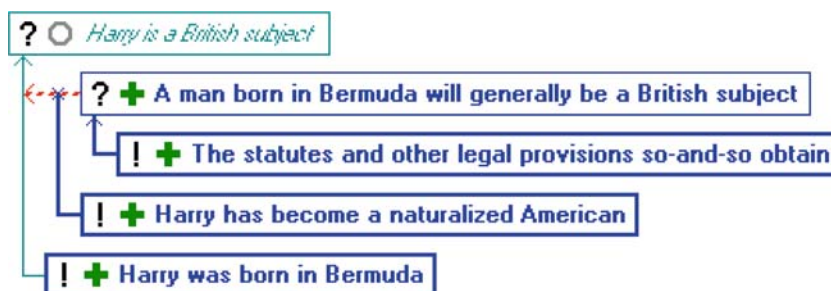 ? Harry is a British subject
? A man born in Bermuda will generally be a British subject
! The statutes and other legal provisions so-and-so obtain
! Harry has become a naturalized American
! Harry was born in Bermuda